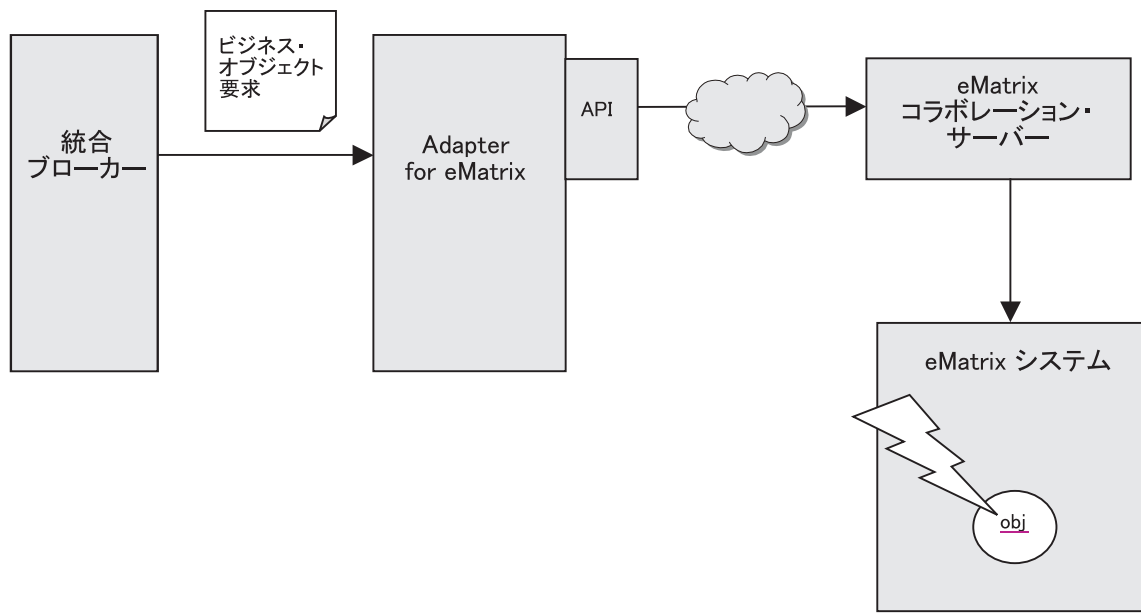 統合
ブローカー
ビジネス・
オブジェクト
要求
Adapter
for eMatrix
API
eMatrix
コラボレーション・
サーバー
eMatrix システム
obj